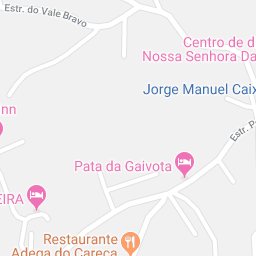 Estr. do Vale Bravo
Centro de d
Nossa Senhora Da
Jorge Manuel Caix
nn
Estr. P
Pata da Gaivota
EIRA
Restaurante
Adega do Careca